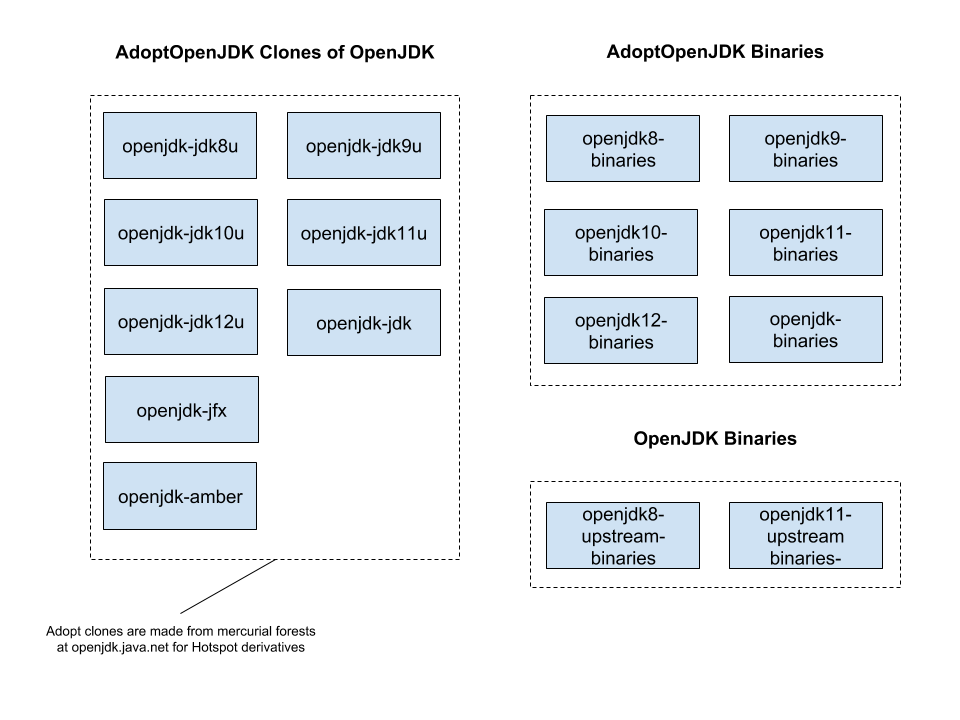 AdoptOpenJDK Clones of OpenJDK
openjdk-jdk8u
openjdk-jdk9u
openjdk-jdk10u
openjdk-jdk11u
openjdk-jdk12u
openjdk-jdk
openjdk-jfx
openjdk-amber
Adopt clones are made from mercurial forests
at openjdk.java.net for Hotspot derivatives
AdoptOpenJDK Binaries
openjdk8-
binaries
openjdk9-
binaries
openjdk10-
binaries
openjdk11-
binaries
openjdk12-
binaries
openjdk-
binaries
OpenJDK Binaries
openjdk8-
upstream-
binaries
openjdk11-
upstream
binaries-